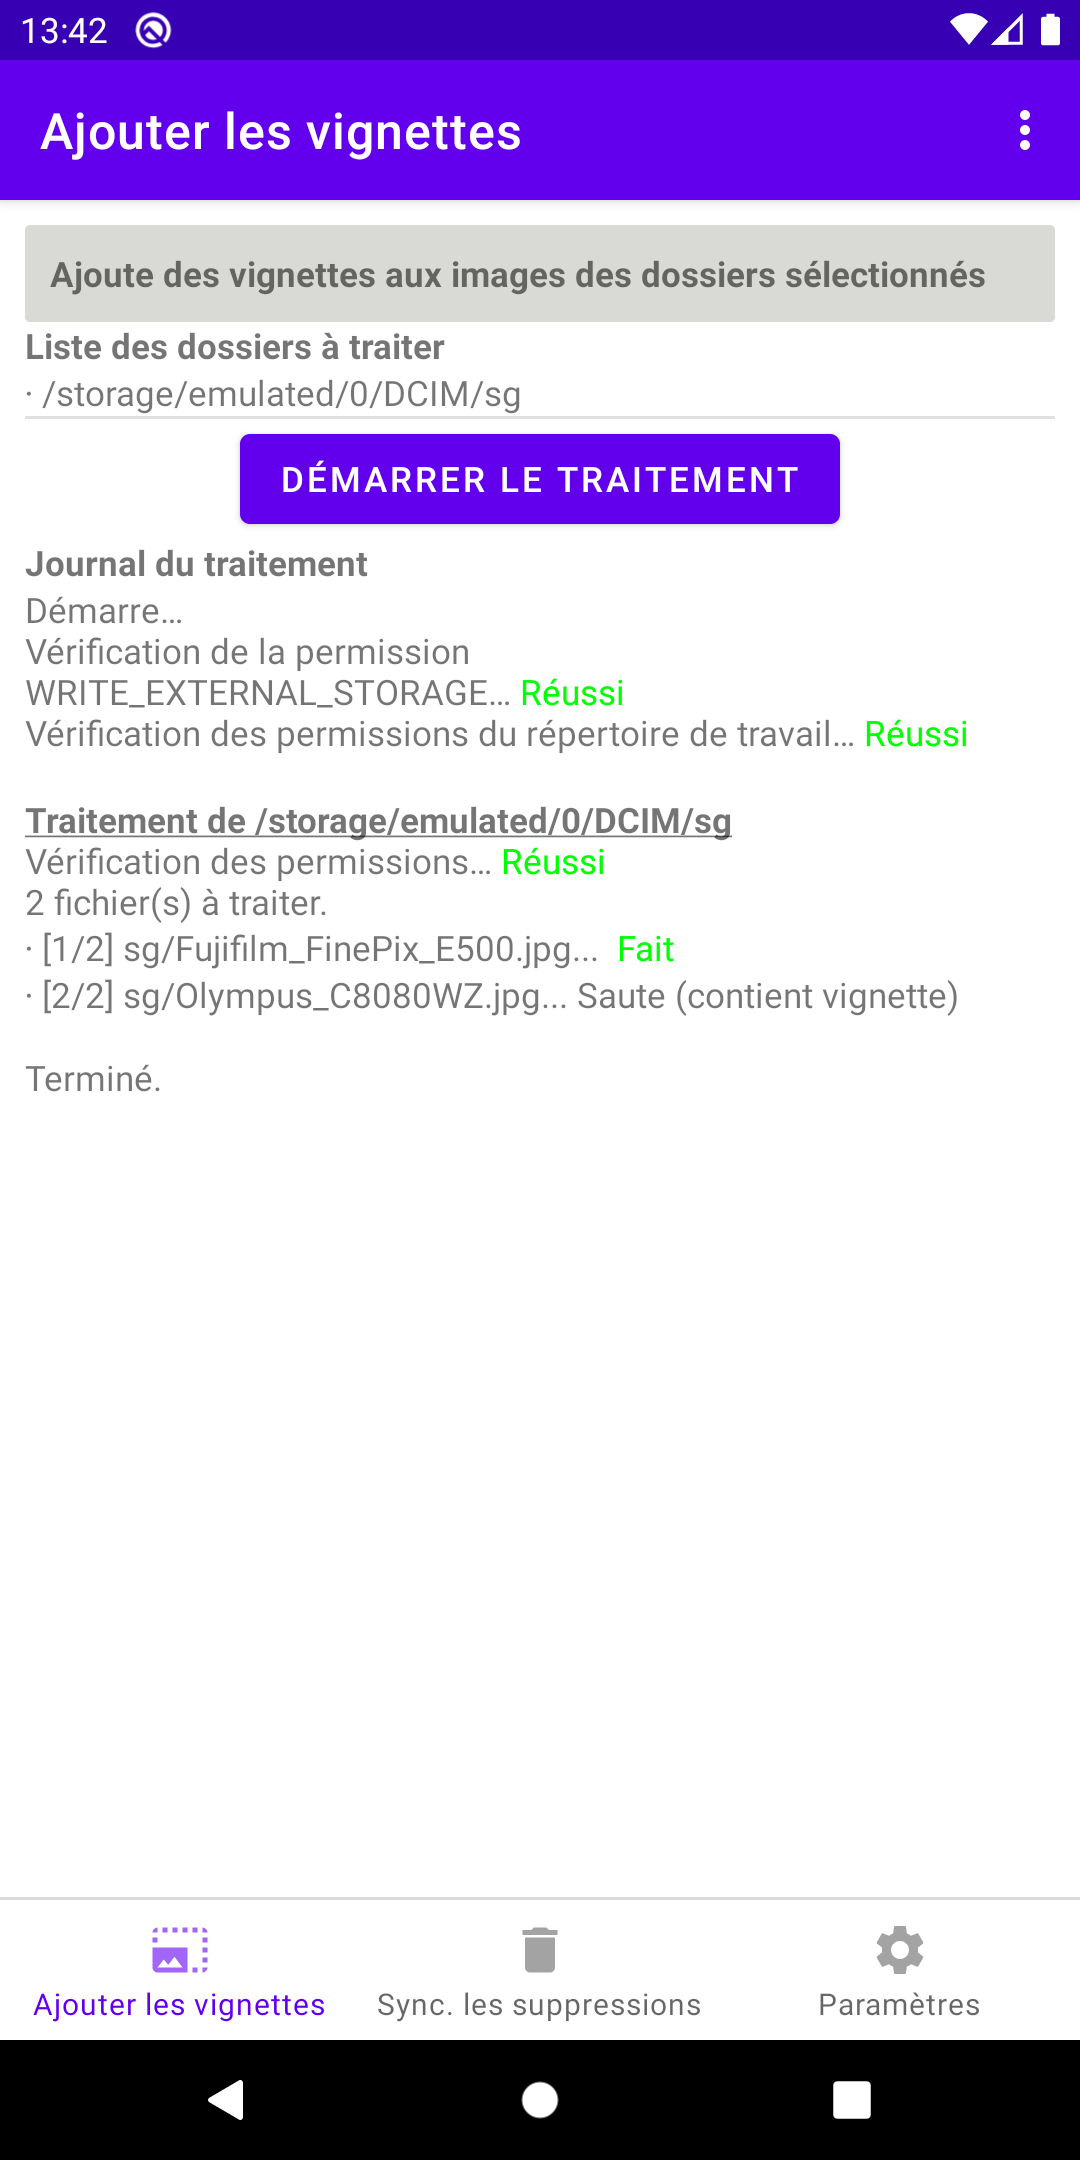 13:42
Ajouter les vignettes
Ajoute des vignettes aux images des dossiers sélectionnés
Liste des dossiers à traiter
· /storage/emulated/0/DCIM/sg
DÉMARRER LE TRAITEMENT
Journal du traitement
Démarre…
Vérification de la permission
WRITE_EXTERNAL_STORAGE… Réussi
Vérification des permissions du répertoire de travail… Réussi
Traitement de /storage/emulated/0/DCIM/sg
Vérification des permissions… Réussi
2 fichier(s) à traiter.
· [1/2] sg/Fujifilm_FinePix_E500.jpg... Fait
· [2/2] sg/Olympus_C8080WZ.jpg... Saute (contient vignette)
Terminé.
Ajouter les vignettes
Sync. les suppressions
Paramètres